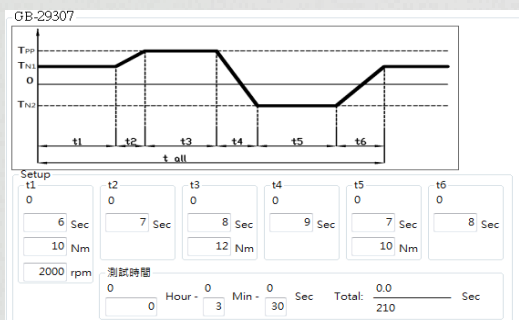 GB-29307
TPP
TN1
0
TN2
t1 t2 t3 t4 t5 t6
t all
Setup
t1 t2 t3 t4 t5 t6
0 0 0 0 0 0
6 Sec 7 Sec 8 Sec 9 Sec 7 Sec 8 Sec
10 Nm 12 Nm 10 Nm
2000 rpm
測試時間
0 0 0 0.0
0 Hour - 3 Min - 30 Sec Total: 210 Sec